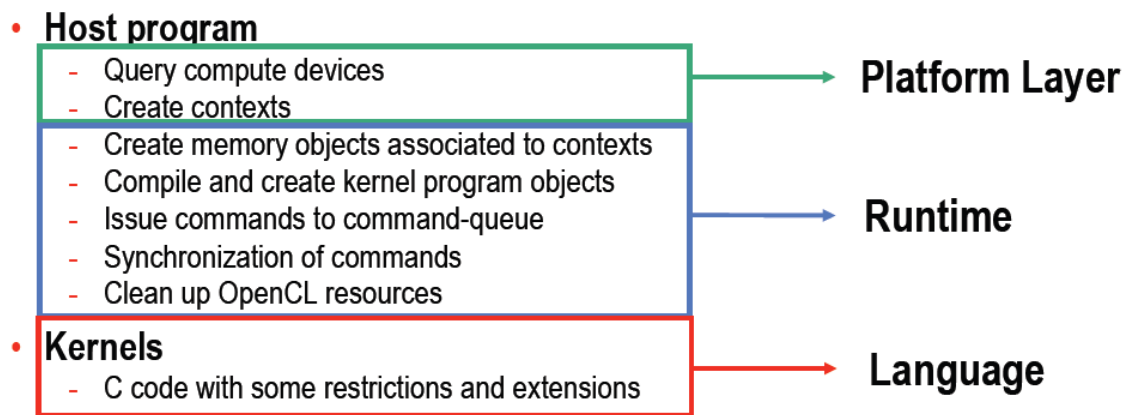 • Host program
- Query compute devices
- Create contexts
Platform Layer
- Create memory objects associated to contexts
- Compile and create kernel program objects
- Issue commands to command-queue
- Synchronization of commands
- Clean up OpenCL resources
Runtime
• Kernels
- C code with some restrictions and extensions
Language